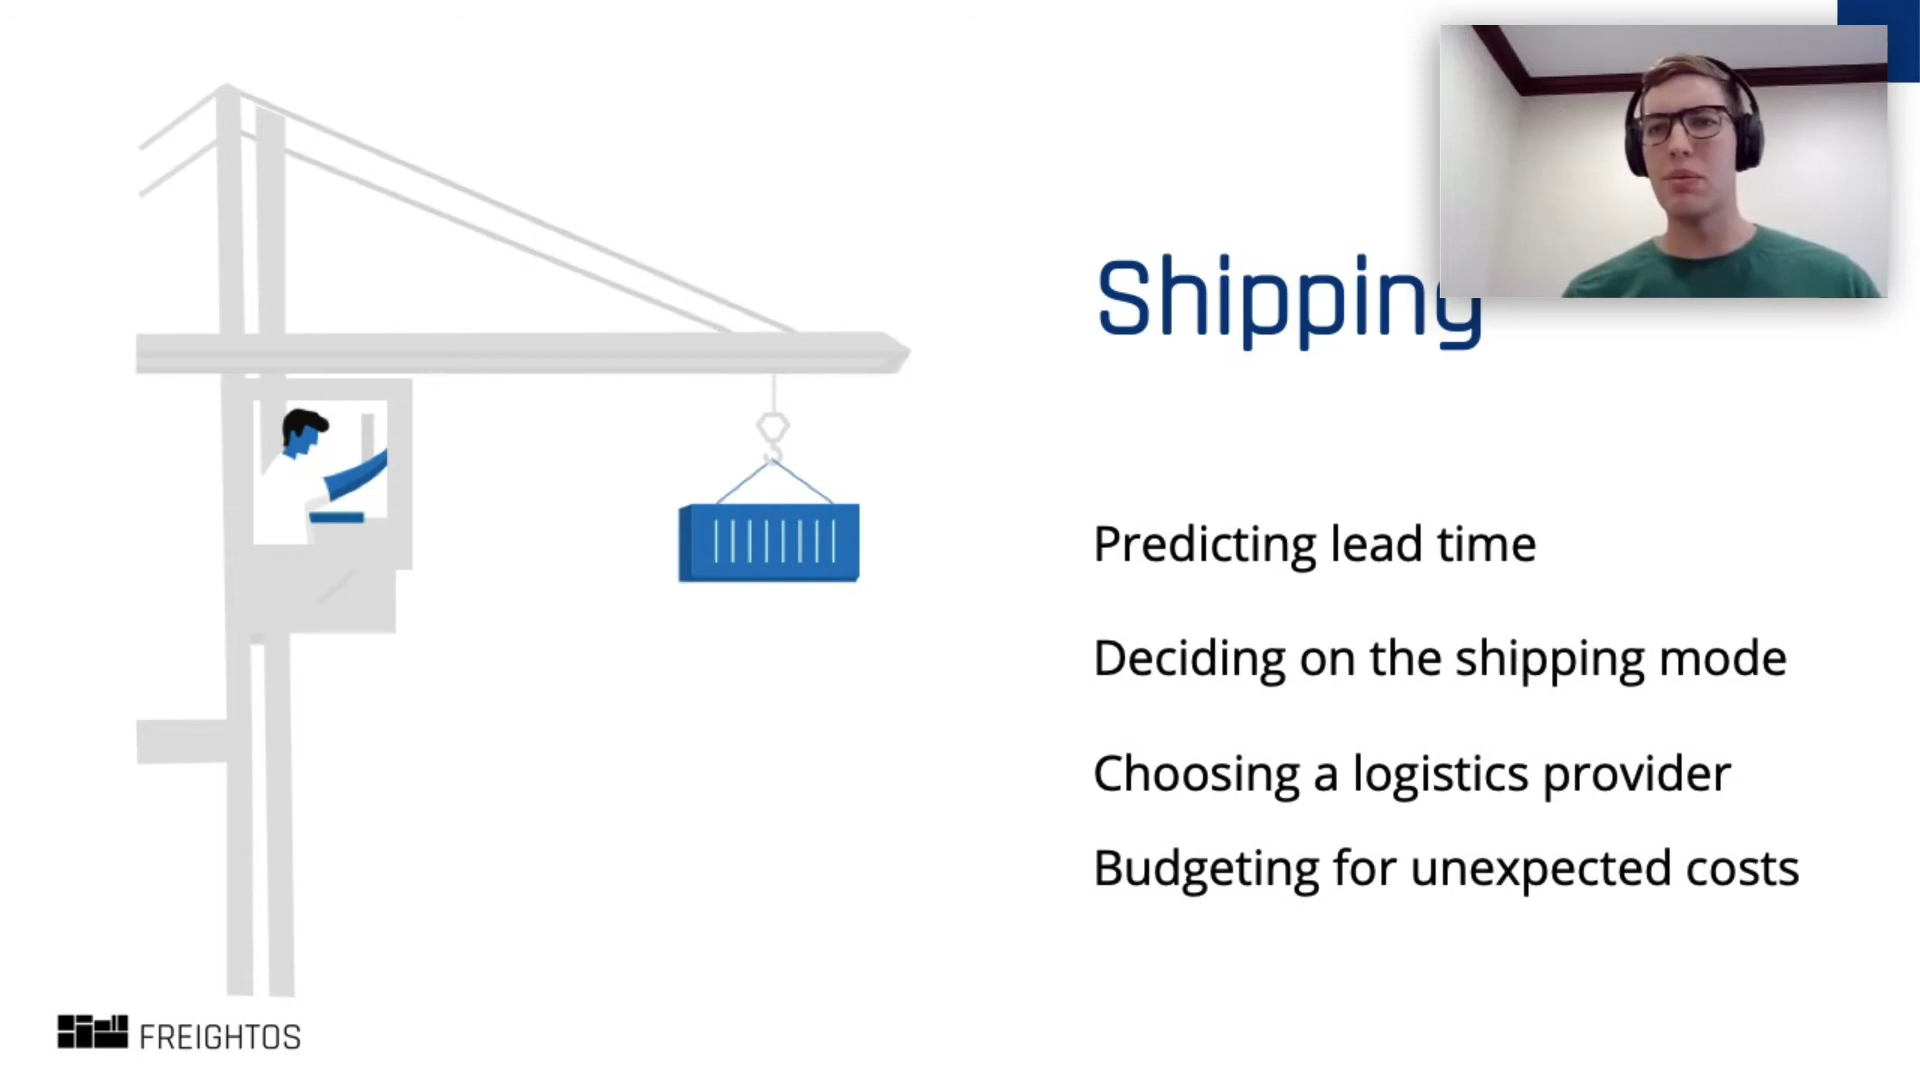 Shipping
Predicting lead time
Deciding on the shipping mode
Choosing a logistics provider
Budgeting for unexpected costs
FREIGHTOS